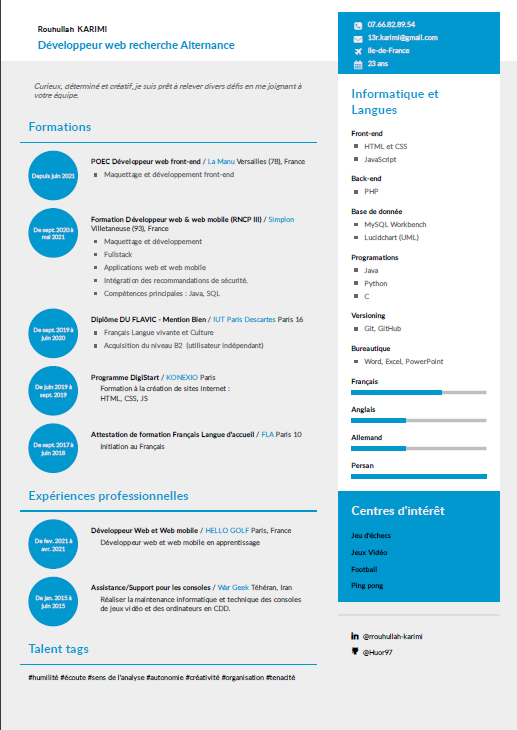 Rouhullah KARIMI
Développeur web recherche Alternance
07.66.82.89.54
13r.karimi@gmail.com
Ile-de-France
23 ans
Curieux, déterminé et créatif, je suis prêt à relever divers défis en me joignant à
votre équipe.
Formations
Depuis juin 2021
POEC Développeur web front-end / La Manu Versailles (78), France
Maquettage et développement front-end
De sept. 2020 à
mai 2021
Formation Développeur web & web mobile (RNCP III) / Simplon
Villetaneuse (93), France
Maquettage et développement
Fullstack
Applications web et web mobile
Intégration des recommandations de sécurité.
Compétences principales : Java, SQL
De sept. 2019 à
juin 2020
Diplôme DU FLAVIC - Mention Bien / IUT Paris Descartes Paris 16
Français Langue vivante et Culture
Acquisition du niveau B2 (utilisateur indépendant)
De juin 2019 à
sept. 2019
Programme DigiStart / KONEXIO Paris
Formation à la création de sites internet :
HTML, CSS, JS
De sept. 2017 à
juin 2018
Attestation de formation Français Langue d'accueil / FLA Paris 10
Initiation au Français
Expériences professionnelles
De fev. 2021 à
avr. 2021
Développeur Web et Web mobile / HELLO GOLF Paris, France
Développeur web et web mobile en apprentissage
De jan. 2015 à
juin 2015
Assistance/Support pour les consoles / War Geek Téhéran, Iran
Réaliser la maintenance informatique et technique des consoles
de jeux vidéo et des ordinateurs en CDD.
Talent tags
#humilité #écoute #sens de l'analyse #autonomie #créativité #organisation #tenacité
Informatique et
Langues
Front-end
HTML et CSS
JavaScript
Back-end
PHP
Base de donnée
MySQL Workbench
Lucidchart (UML)
Programations
Java
Python
C
Versioning
Git, GitHub
Bureautique
Word, Excel, PowerPoint
Français
Anglais
Allemand
Persan
Centres d'intérêt
Jeu d'échecs
Jeux Vidéo
Football
Ping pong
@rrouhullah-karimi
@Huor97